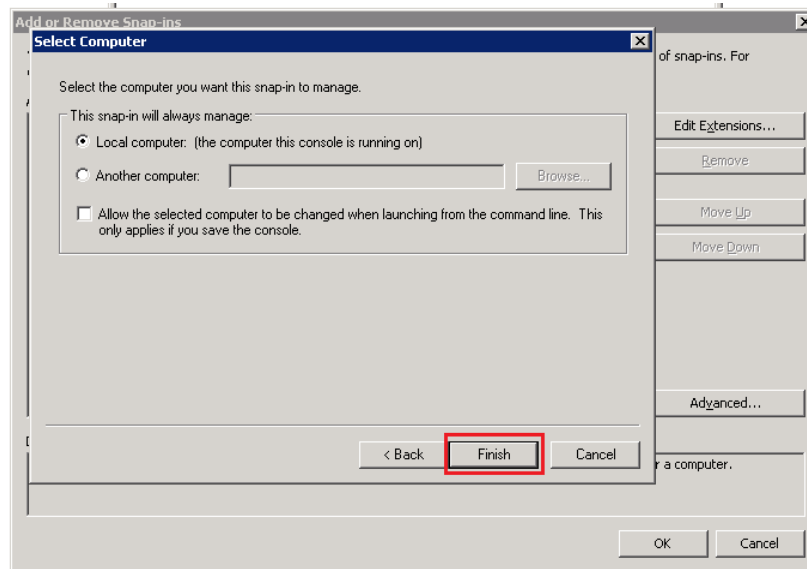 Add or Remove Snap-ins
Select Computer
of snap-ins. For
Select the computer you want this snap-in to manage.
This snap-in will always manage:
Local computer: (the computer this console is running on)
Another computer:
Browse...
Allow the selected computer to be changed when launching from the command line. This
only applies if you save the console.
Edit Extensions...
Remove
Move Up
Move Down
Advanced...
< Back
Finish
Cancel
r a computer.
OK
Cancel